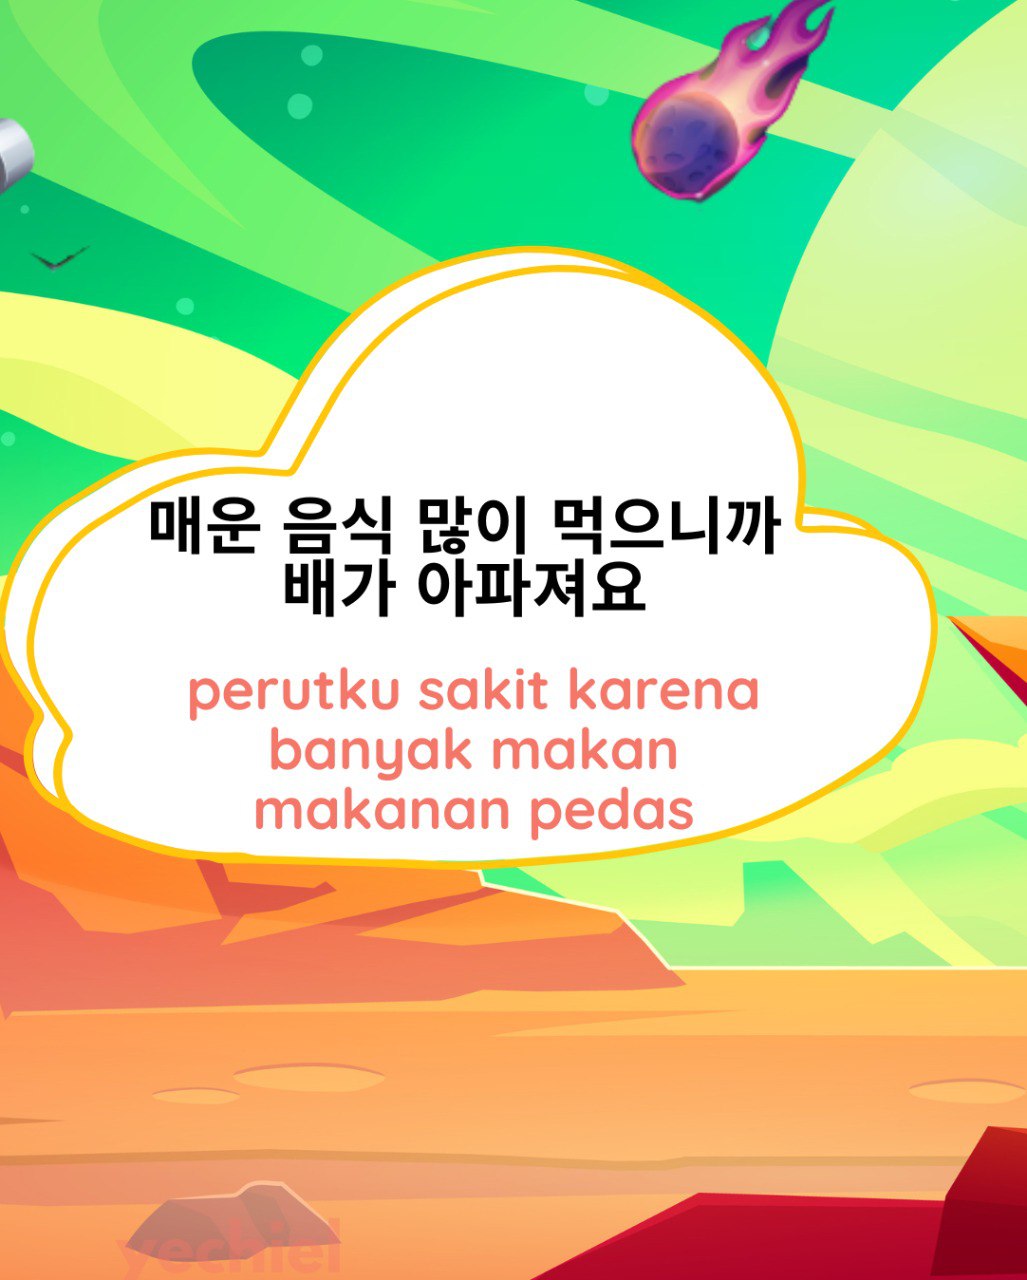 매운 음식 많이 먹으니까
배가 아파져요
perutku sakit karena
banyak makan
makanan pedas
yechiel